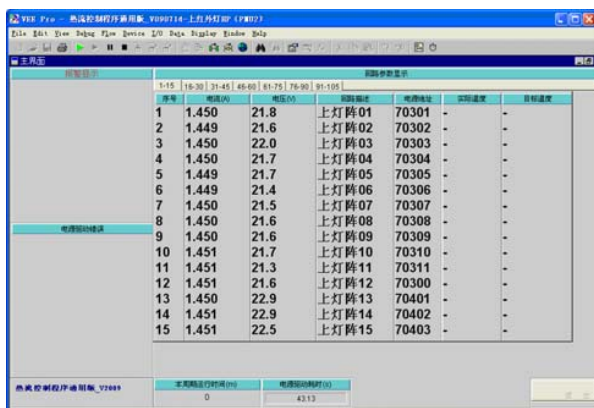 VEE Pro - 热流控制程序通用版_V090714-上红外灯RP (PW02)
File Edit View Debug Flow Device I/O Data Display Window Help
主界面
报警显示 回路参数显示
1-15 16-30 31-45 46-60 61-75 76-90 91-105
序号 电流(A) 电压(V) 回路描述 电源地址 实际温度 目标温度
1 1.450 21.8 上灯阵01 70301 - -
2 1.449 21.6 上灯阵02 70302 - -
3 1.450 22.0 上灯阵03 70303 - -
4 1.450 21.7 上灯阵04 70304 - -
5 1.449 21.7 上灯阵05 70305 - -
6 1.449 21.4 上灯阵06 70306 - -
7 1.450 21.5 上灯阵07 70307 - -
8 1.450 21.6 上灯阵08 70308 - -
电源驱动错误
9 1.450 21.6 上灯阵09 70309 - -
10 1.451 21.7 上灯阵10 70310 - -
11 1.451 21.3 上灯阵11 70311 - -
12 1.451 21.6 上灯阵12 70300 - -
13 1.450 22.9 上灯阵13 70401 - -
14 1.451 22.9 上灯阵14 70402 - -
15 1.451 22.5 上灯阵15 70403 - -
热流控制程序通用版_V2009
本周期运行时间(m) 电源驱动耗时(s)
0 43.13